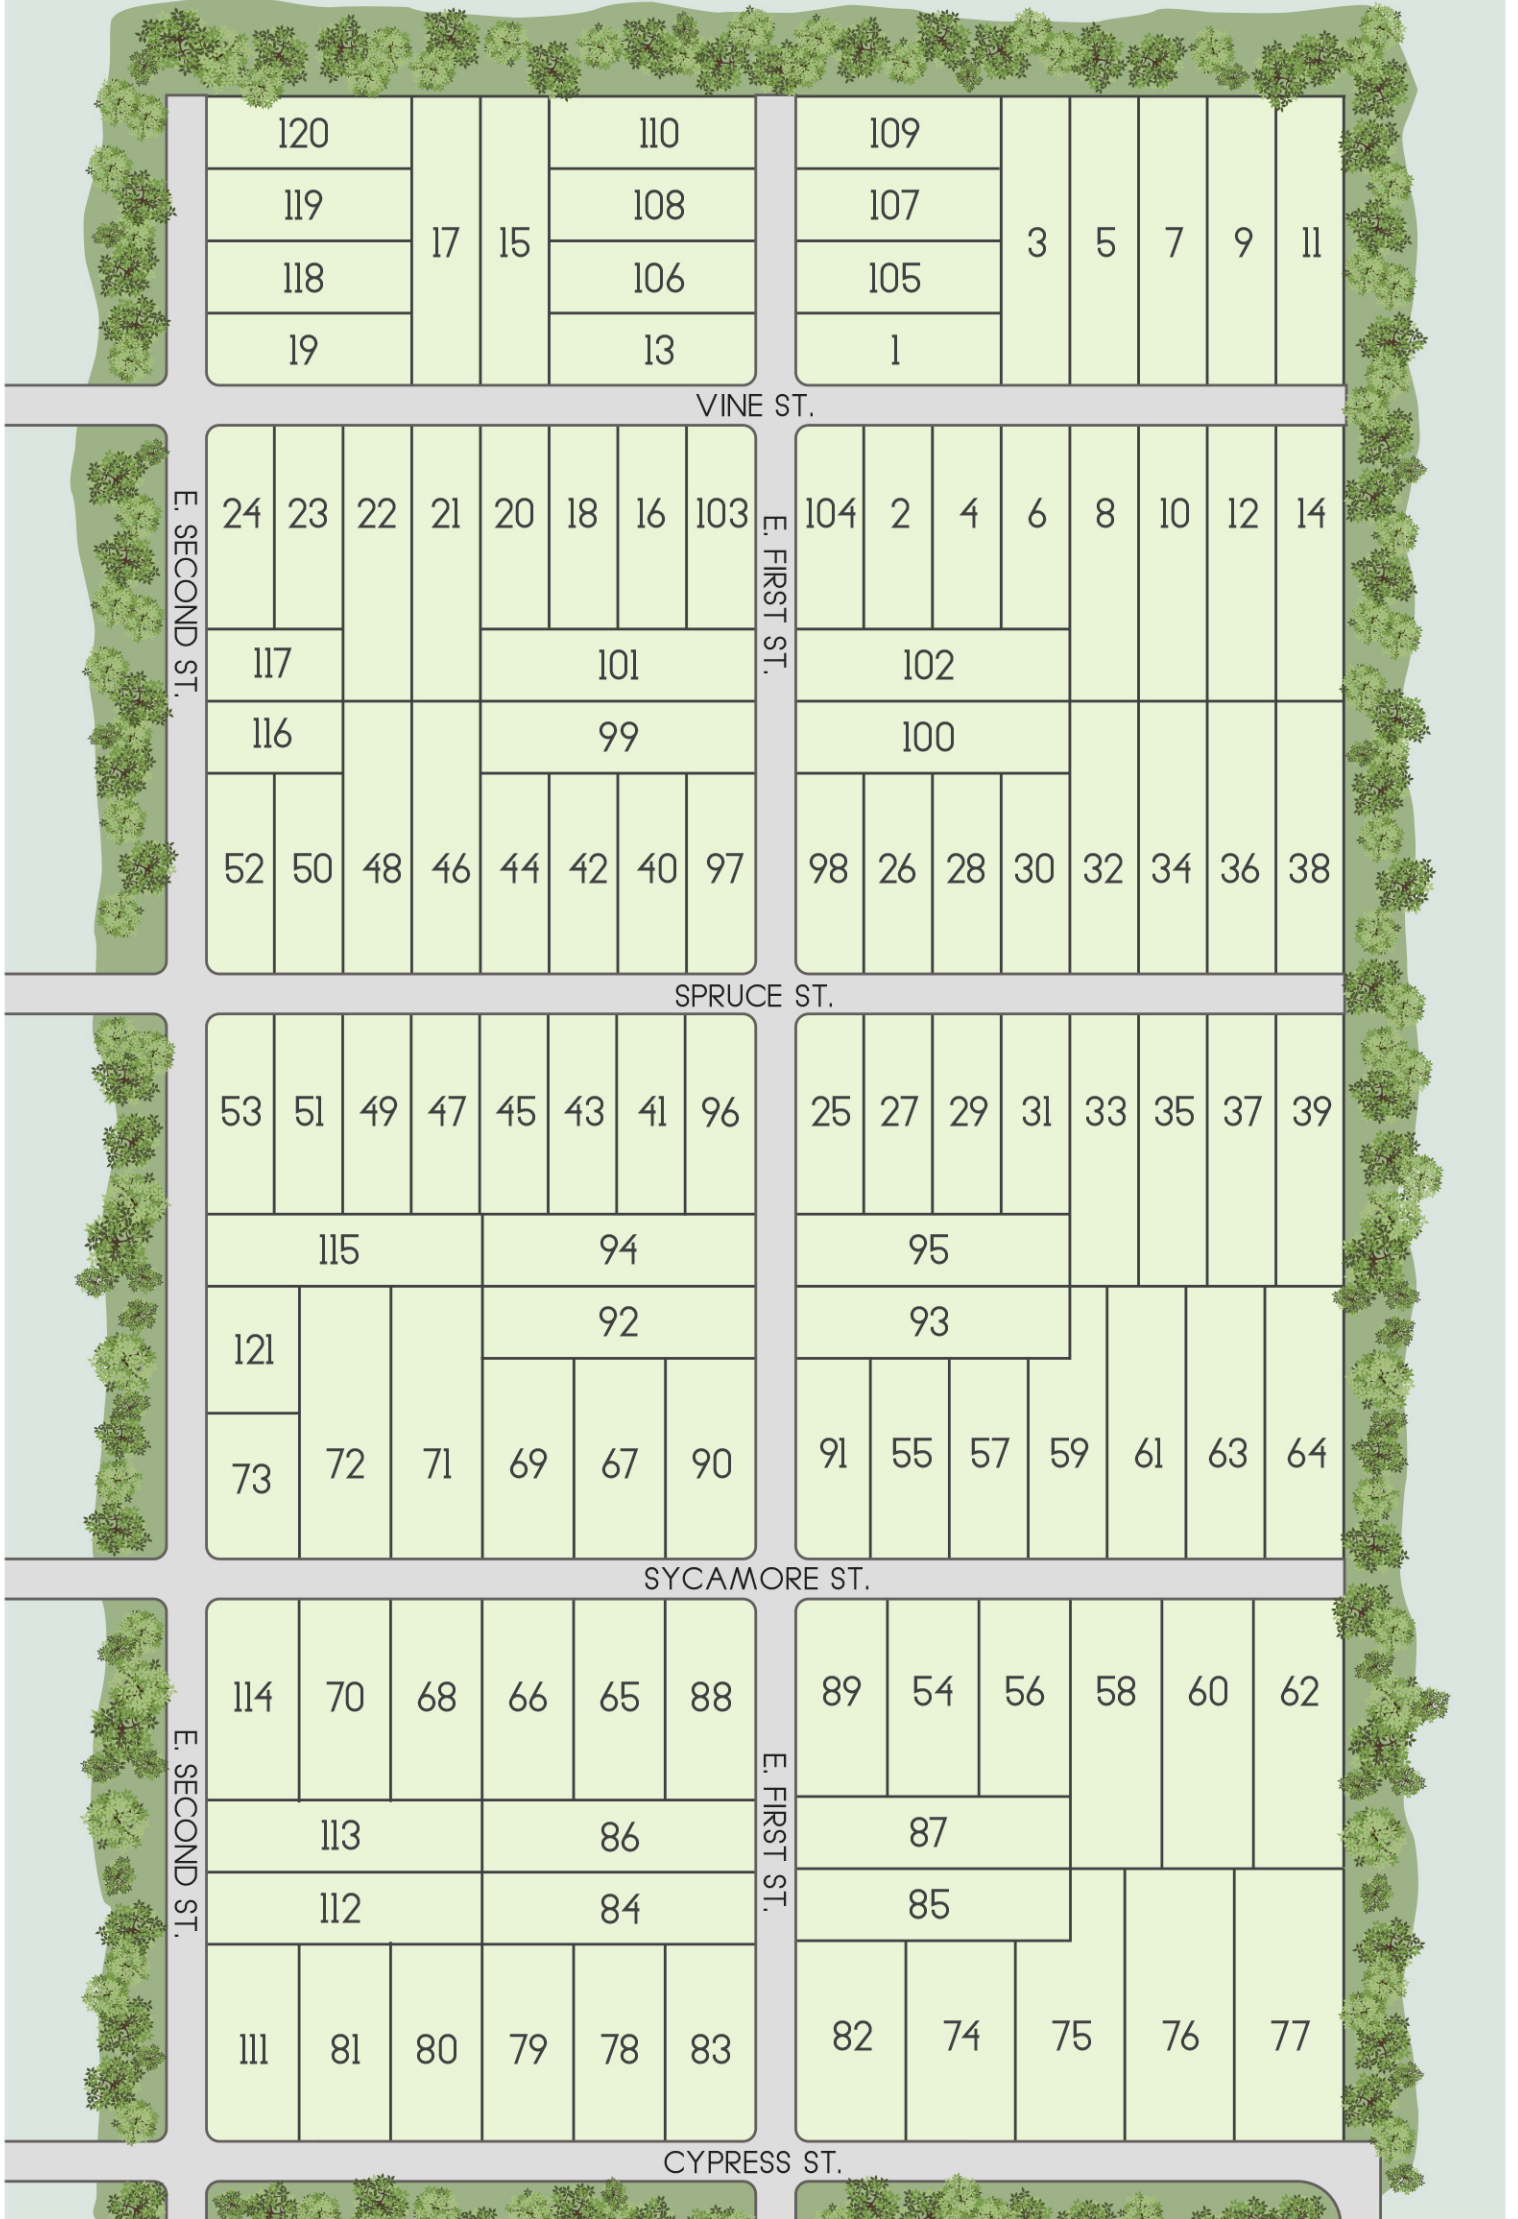 120 110 109
119 108 107
17 15 3 5 7 9 11
118 106 105
19 13 1
VINE ST.
24 23 22 21 20 18 16 103 104 2 4 6 8 10 12 14
E. SECOND ST.
E. FIRST ST.
117 101 102
116 99 100
52 50 48 46 44 42 40 97 98 26 28 30 32 34 36 38
SPRUCE ST.
53 51 49 47 45 43 41 96 25 27 29 31 33 35 37 39
115 94 95
121 92 93
73 72 71 69 67 90 91 55 57 59 61 63 64
SYCAMORE ST.
114 70 68 66 65 88 89 54 56 58 60 62
E. SECOND ST.
E. FIRST ST.
113 86 87
112 84 85
111 81 80 79 78 83 82 74 75 76 77
CYPRESS ST.